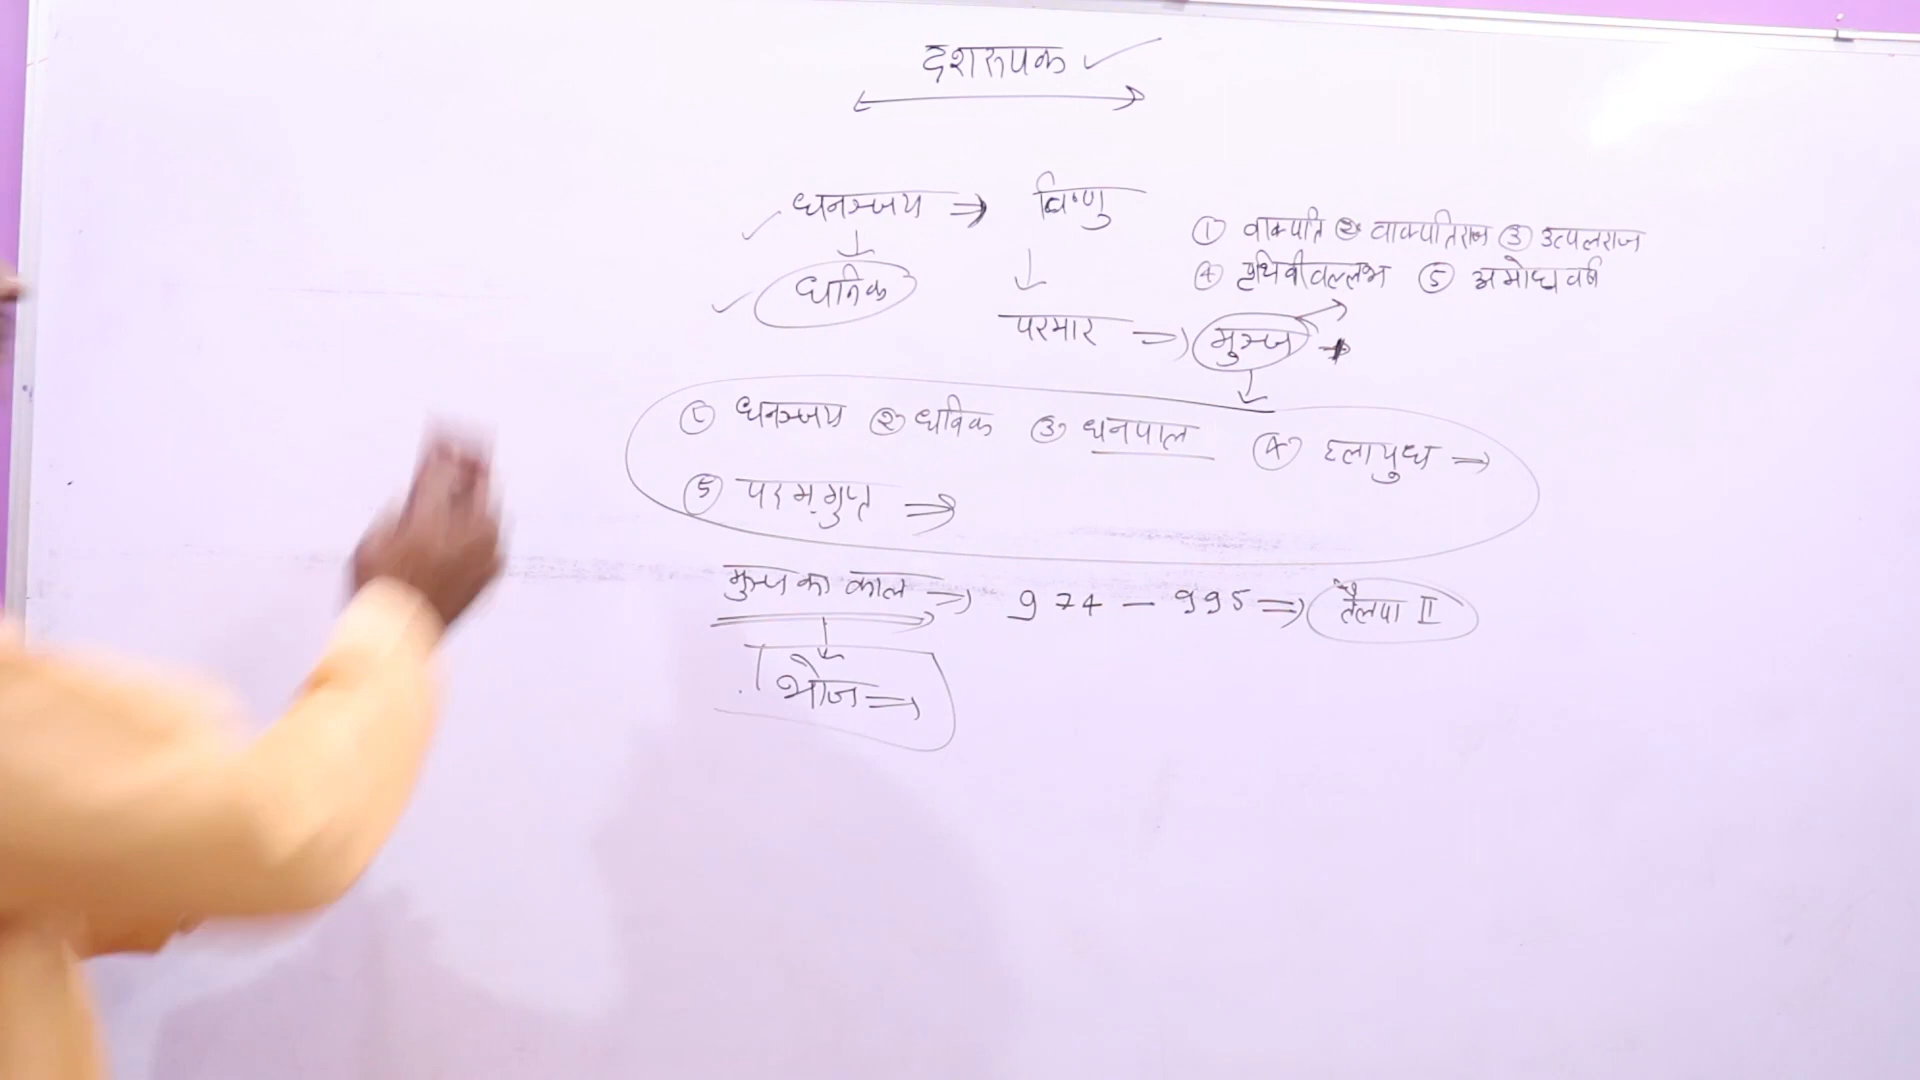 दशरूपक ✓
धनञ्जय ⇒ विष्णु
① वाक्पति ② वाक्पतिराज ③ उत्पलराज
④ पृथिवीवल्लभ ⑤ अमोघवर्ष
धनिक
परमार ⇒ मुञ्ज →
① धनञ्जय ② धनिक ③ धनपाल ④ हलायुध →
⑤ पदमगुप्त ⇒
मुञ्ज का काल ⇒ 974 - 995 ⇒ तैलपा II
भोज ⇒